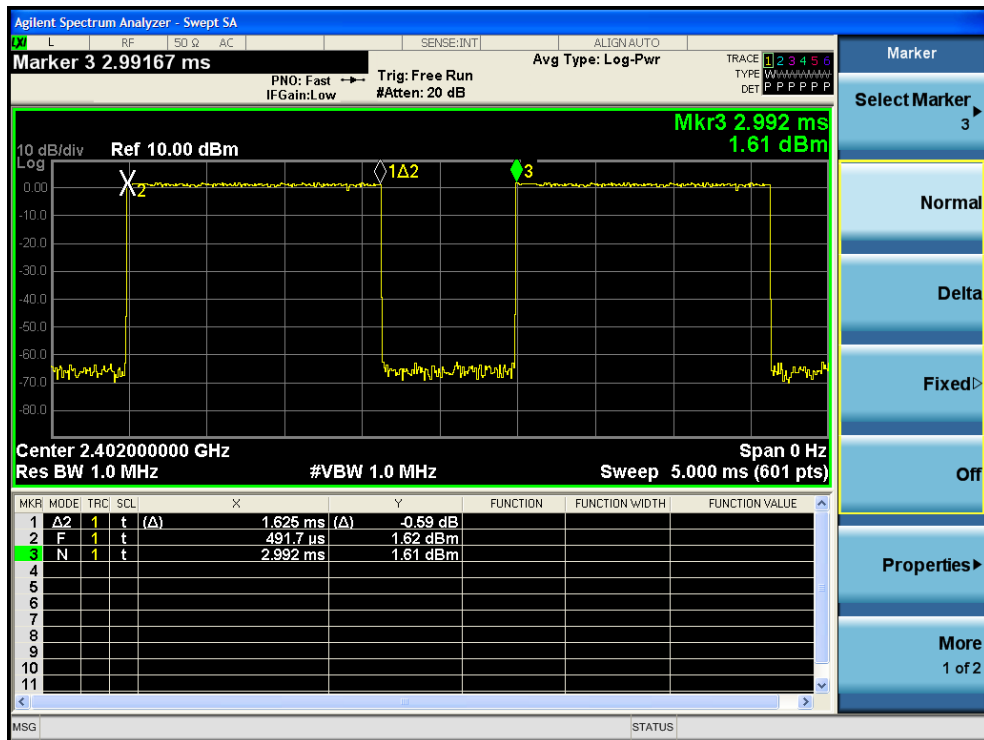 Agilent Spectrum Analyzer - Swept SA
LXI L RF 50 Ω AC SENSE:INT ALIGN AUTO
Marker 3 2.99167 ms
PNO: Fast
IFGain:Low
Trig: Free Run
#Atten: 20 dB
Avg Type: Log-Pwr
TRACE 1 2 3 4 5 6
TYPE WWWWWW
DET P P P P P P
Mkr3 2.992 ms
1.61 dBm
10 dB/div Ref 10.00 dBm
Log
1Δ2
3
2
0.00
-10.0
-20.0
-30.0
-40.0
-50.0
-60.0
-70.0
-80.0
Center 2.402000000 GHz Span 0 Hz
Res BW 1.0 MHz #VBW 1.0 MHz Sweep 5.000 ms (601 pts)
MKR MODE TRC SCL X Y FUNCTION FUNCTION WIDTH FUNCTION VALUE
1 Δ2 1 t (Δ) 1.625 ms (Δ) -0.59 dB
2 F 1 t 491.7 µs 1.62 dBm
3 N 1 t 2.992 ms 1.61 dBm
4
5
6
7
8
9
10
11
MSG STATUS
Marker
Select Marker
3
Normal
Delta
Fixed
Off
Properties
More
1 of 2